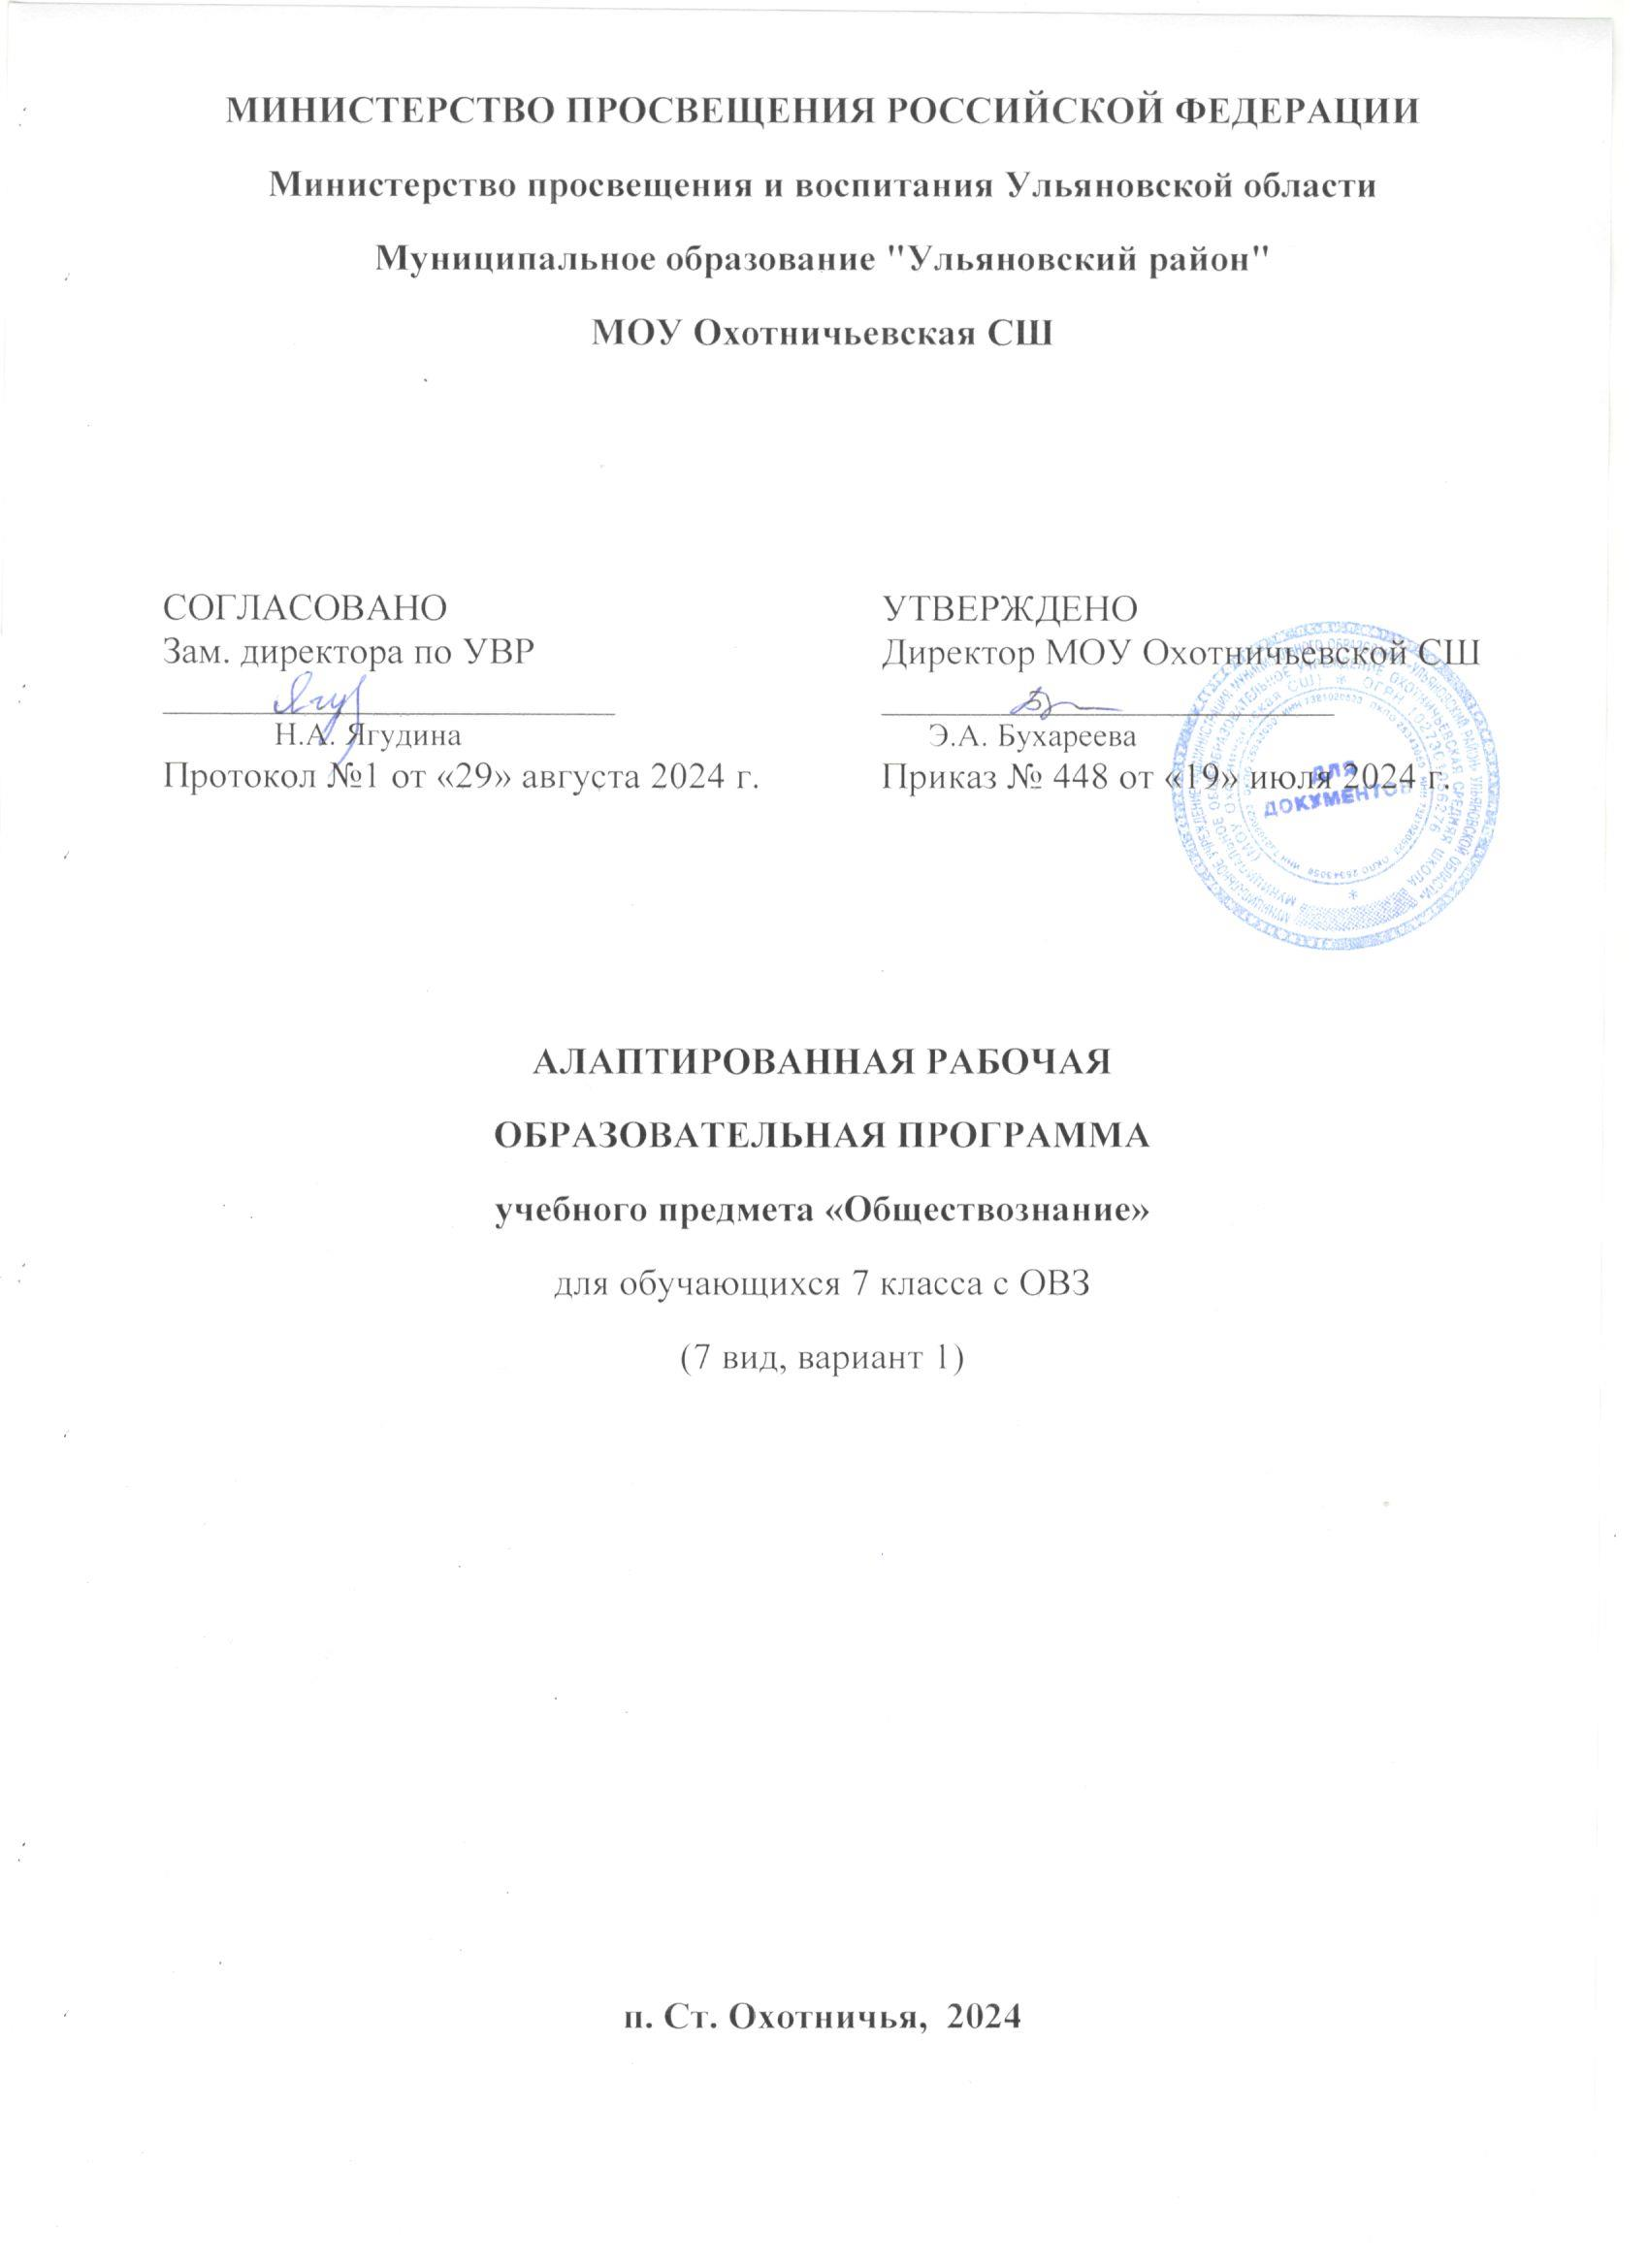 МИНИСТЕРСТВО ПРОСВЕЩЕНИЯ РОССИЙСКОЙ ФЕДЕРАЦИИ
Министерство просвещения и воспитания Ульяновской области
Муниципальное образование "Ульяновский район"
МОУ Охотничьевская СШ
СОГЛАСОВАНО
Зам. директора по УВР
Ягу
Н.А. Ягудина
Протокол №1 от «29» августа 2024 г.
УТВЕРЖДЕНО
Директор МОУ Охотничьевской СШ
Э.А. Бухареева
Приказ № 448 от «19» июля 2024 г.
ДЛЯ
ДОКУМЕНТОВ
АЛАПТИРОВАННАЯ РАБОЧАЯ
ОБРАЗОВАТЕЛЬНАЯ ПРОГРАММА
учебного предмета «Обществознание»
для обучающихся 7 класса с ОВЗ
(7 вид, вариант 1)
п. Ст. Охотничья, 2024